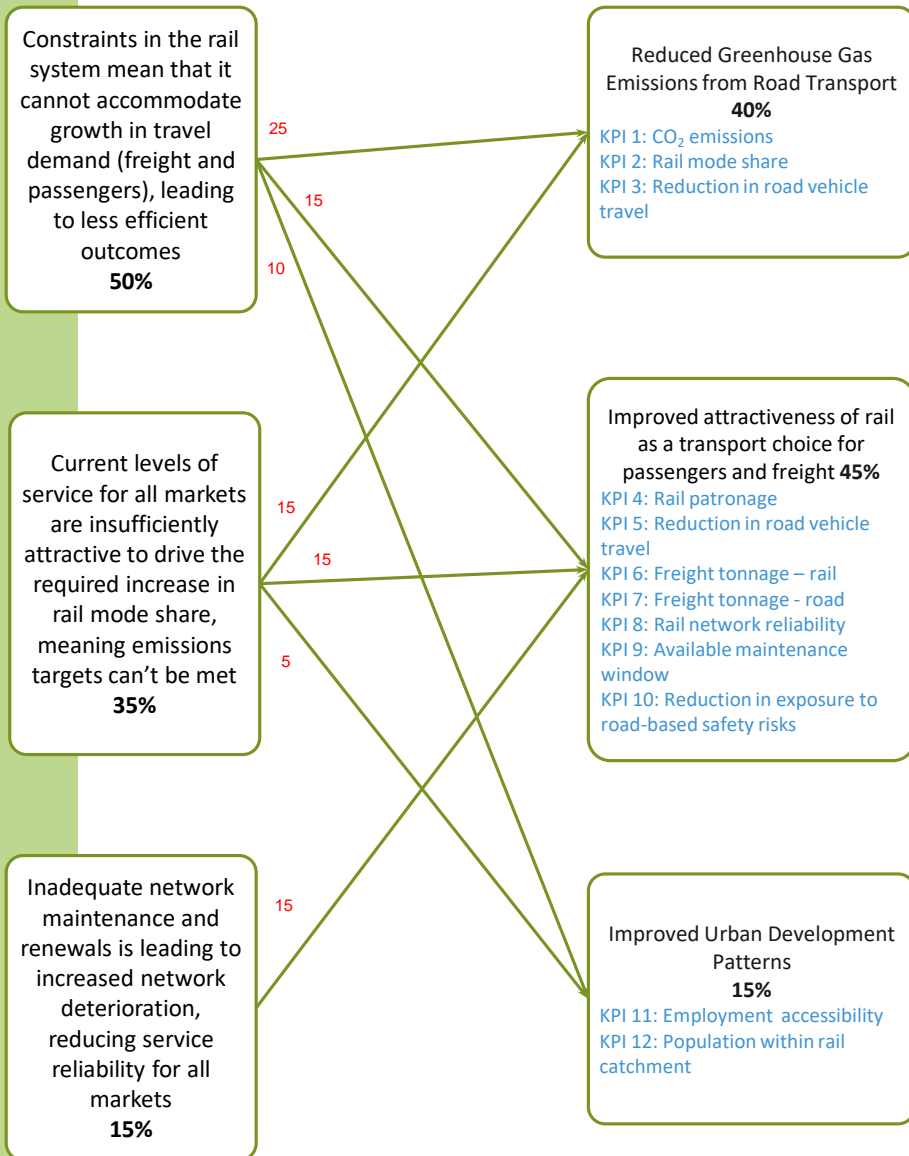 Constraints in the rail
system mean that it
cannot accommodate
growth in travel
demand (freight and
passengers), leading
to less efficient
outcomes
50%
25
15
10
Reduced Greenhouse Gas
Emissions from Road Transport
40%
KPI 1: CO₂ emissions
KPI 2: Rail mode share
KPI 3: Reduction in road vehicle
travel
Current levels of
service for all markets
are insufficiently
attractive to drive the
required increase in
rail mode share,
meaning emissions
targets can’t be met
35%
15
15
5
Improved attractiveness of rail
as a transport choice for
passengers and freight 45%
KPI 4: Rail patronage
KPI 5: Reduction in road vehicle
travel
KPI 6: Freight tonnage – rail
KPI 7: Freight tonnage - road
KPI 8: Rail network reliability
KPI 9: Available maintenance
window
KPI 10: Reduction in exposure to
road-based safety risks
Inadequate network
maintenance and
renewals is leading to
increased network
deterioration,
reducing service
reliability for all
markets
15%
15
Improved Urban Development
Patterns
15%
KPI 11: Employment accessibility
KPI 12: Population within rail
catchment